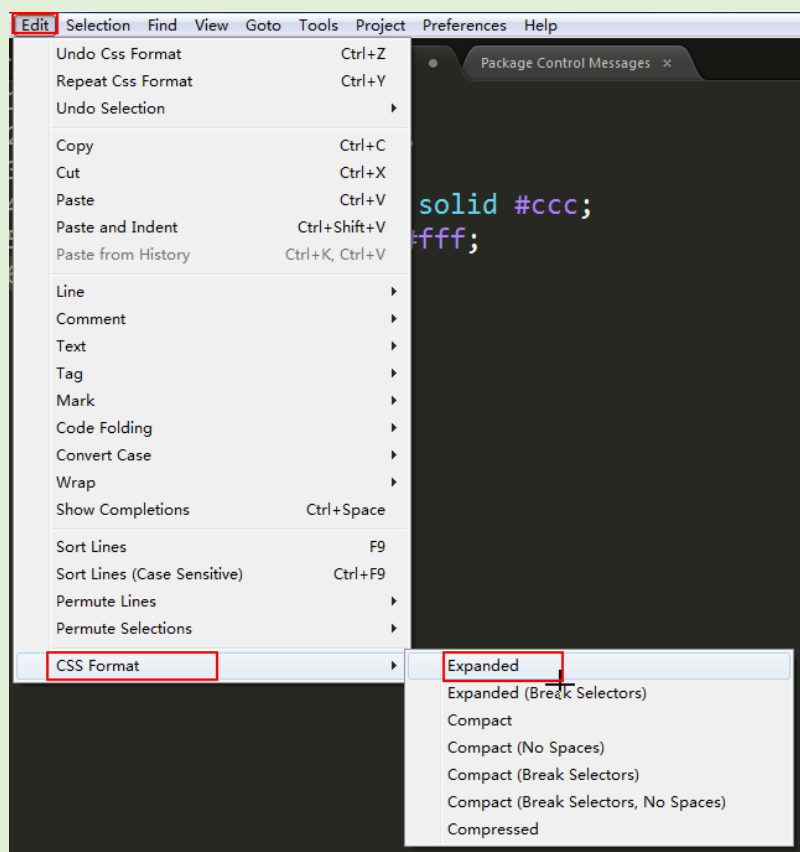 Edit Selection Find View Goto Tools Project Preferences Help
Package Control Messages ×
Undo Css Format Ctrl+Z
Repeat Css Format Ctrl+Y
Undo Selection
Copy Ctrl+C
Cut Ctrl+X
Paste Ctrl+V
Paste and Indent Ctrl+Shift+V
Paste from History Ctrl+K, Ctrl+V
Line
Comment
Text
Tag
Mark
Code Folding
Convert Case
Wrap
Show Completions Ctrl+Space
Sort Lines F9
Sort Lines (Case Sensitive) Ctrl+F9
Permute Lines
Permute Selections
CSS Format
solid #ccc;
#fff;
Expanded
Expanded (Break Selectors)
Compact
Compact (No Spaces)
Compact (Break Selectors)
Compact (Break Selectors, No Spaces)
Compressed